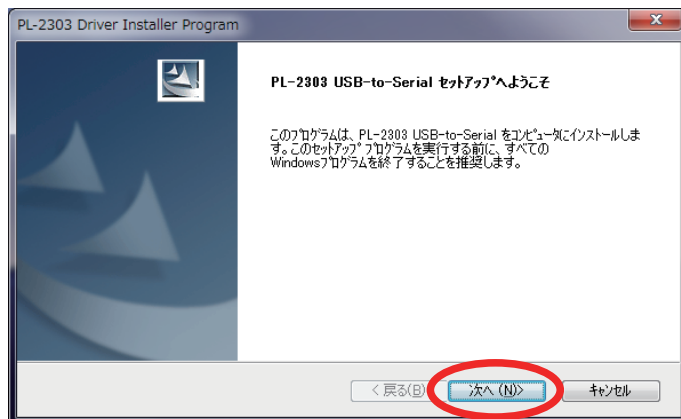 PL-2303 Driver Installer Program
PL-2303 USB-to-Serial ｾｯﾄｱｯﾌﾟへようこそ
このﾌﾟﾛｸﾞﾗﾑは、PL-2303 USB-to-Serial をｺﾝﾋﾟｭｰﾀにインストールしま
す。このｾｯﾄｱｯﾌﾟ ﾌﾟﾛｸﾞﾗﾑを実行する前に、すべての
Windowsﾌﾟﾛｸﾞﾗﾑを終了することを推奨します。
< 戻る(B) 次へ (N)> ｷｬﾝｾﾙ